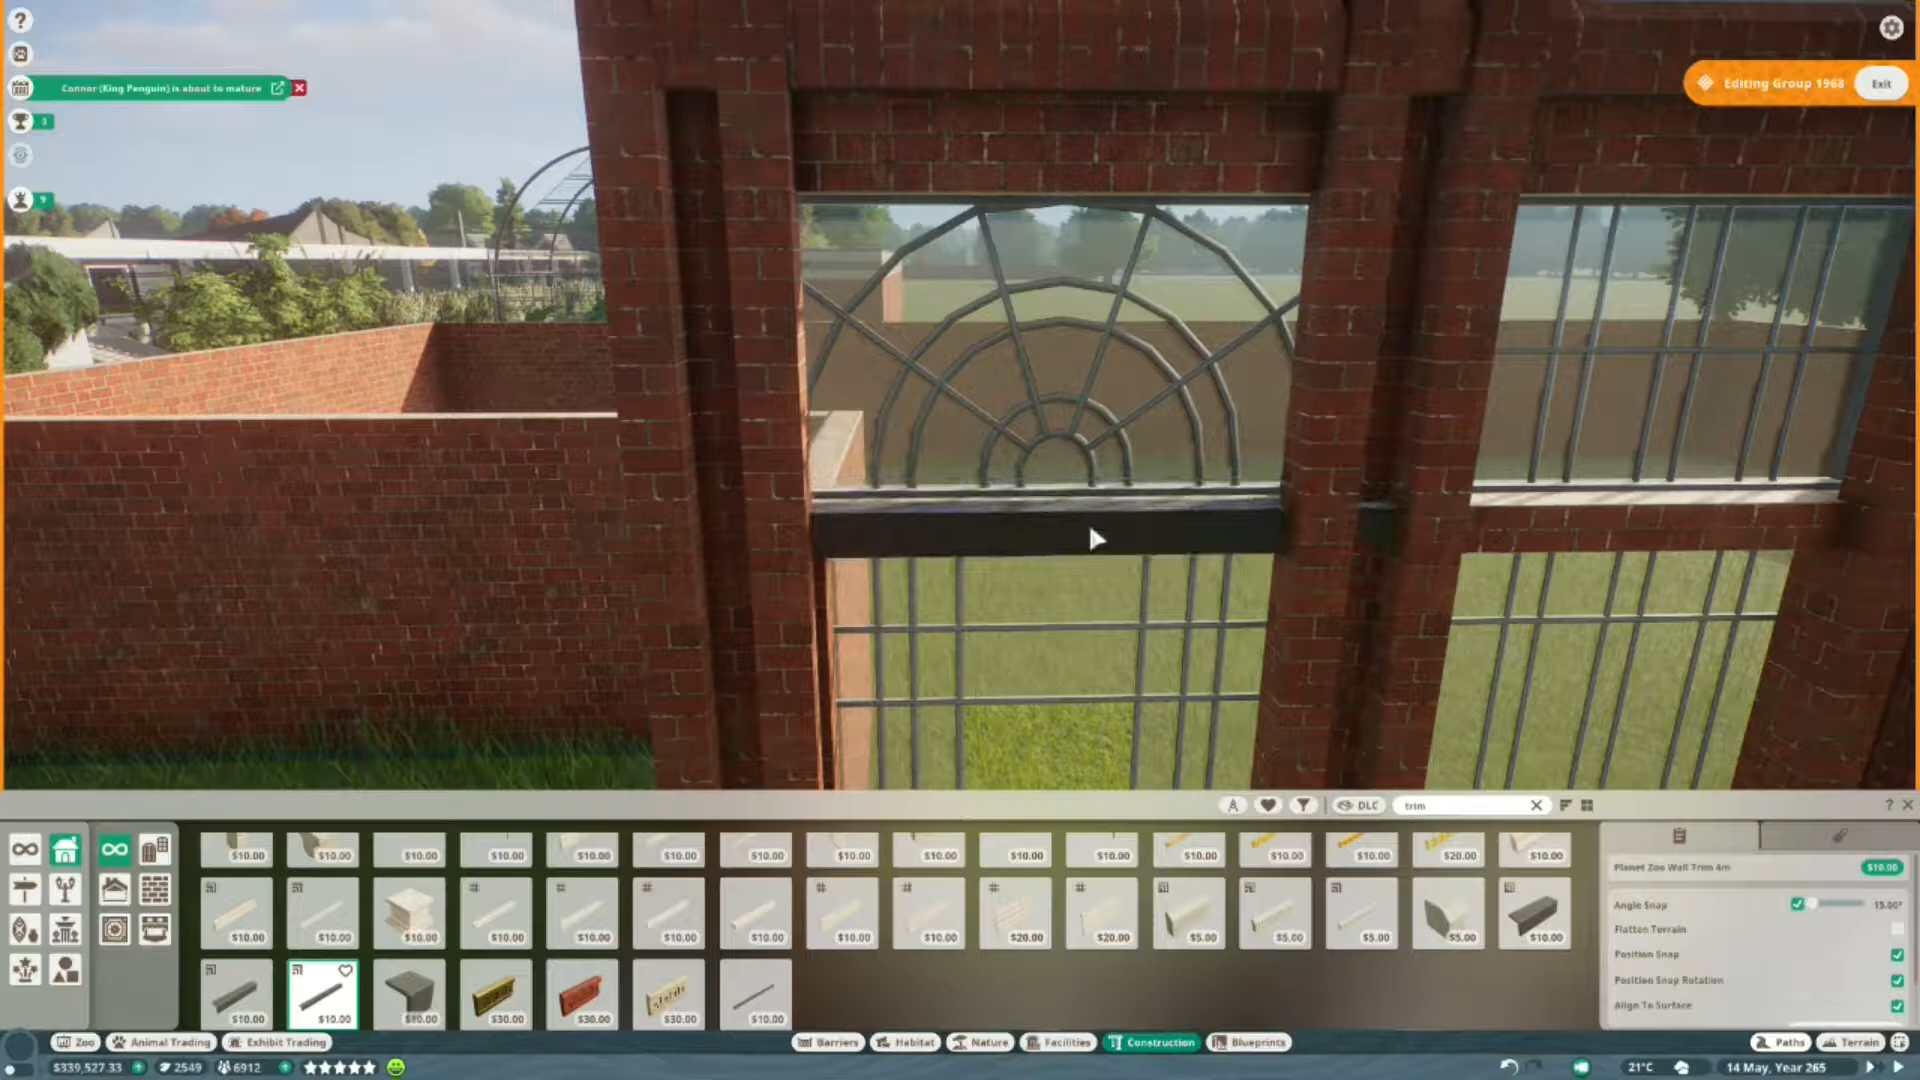 ?
Connor (King Penguin) is about to mature
3
9
Editing Group 1968
Exit
DLC
trim
?
$10.00 $10.00 $10.00 $10.00 $10.00 $10.00 $10.00 $10.00 $10.00 $10.00 $10.00 $10.00 $10.00 $10.00 $20.00 $10.00
$10.00 $10.00 $10.00 $10.00 $10.00 $10.00 $10.00 $10.00 $10.00 $20.00 $20.00 $5.00 $5.00 $5.00 $5.00 $10.00
$10.00 $10.00 $10.00 $30.00 $30.00 $30.00 $10.00
Planet Zoo Wall Trim 4m $10.00
Angle Snap 15.00°
Flatten Terrain
Position Snap
Position Snap Rotation
Align To Surface
Zoo Animal Trading Exhibit Trading Barriers Habitat Nature Facilities Construction Blueprints Paths Terrain
$339,527.33 2549 6912 21°C 14 May, Year 265